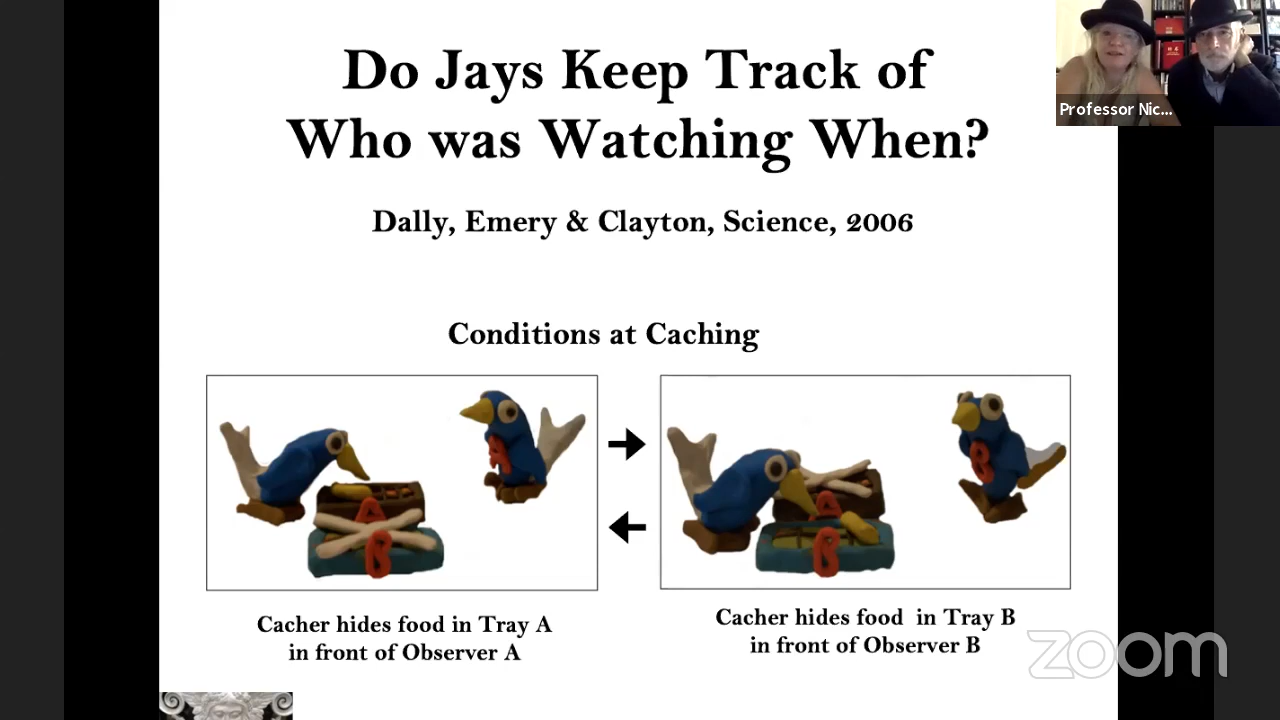 Do Jays Keep Track of
Who was Watching When?
Professor Nic...
Dally, Emery & Clayton, Science, 2006
Conditions at Caching
A
A
B
A
B
B
Cacher hides food in Tray A
in front of Observer A
Cacher hides food in Tray B
in front of Observer B
zoom